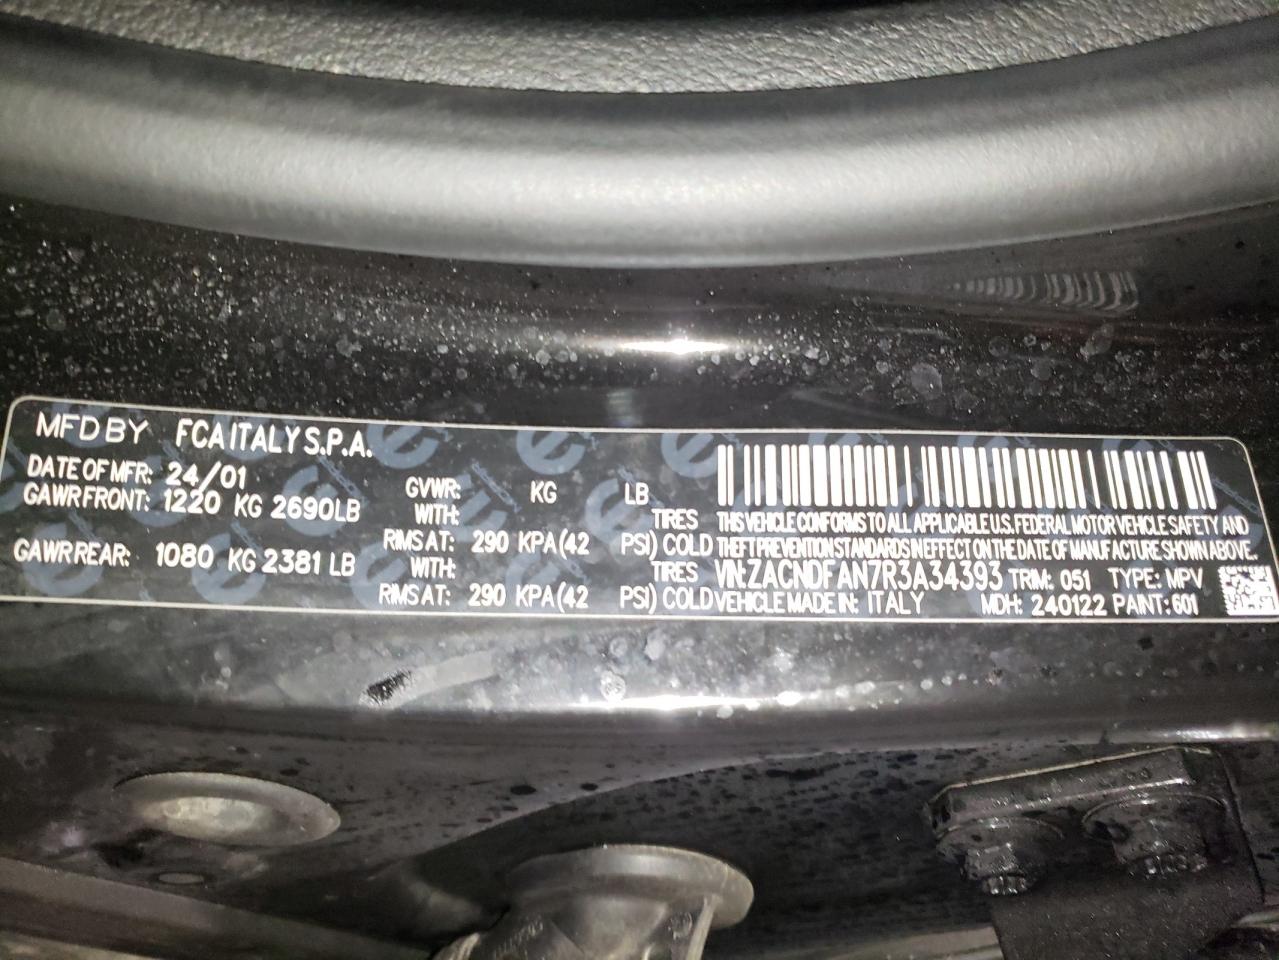 MFD BY FCA ITALY S.P.A.
DATE OF MFR: 24/01 GVWR: KG LB
GAWR FRONT: 1220 KG 2690LB WITH: TIRES
RIMS AT: 290 KPA(42 PSI) COLD
GAWR REAR: 1080 KG 2381 LB WITH: TIRES
RIMS AT: 290 KPA(42 PSI) COLD
THIS VEHICLE CONFORMS TO ALL APPLICABLE U.S. FEDERAL MOTOR VEHICLE SAFETY AND
THEFT PREVENTION STANDARDS IN EFFECT ON THE DATE OF MANUFACTURE SHOWN ABOVE.
VIN: ZACNDFAN7R3A34393 TRIM: 051 TYPE: MPV
VEHICLE MADE IN: ITALY MDH: 240122 PAINT: 601